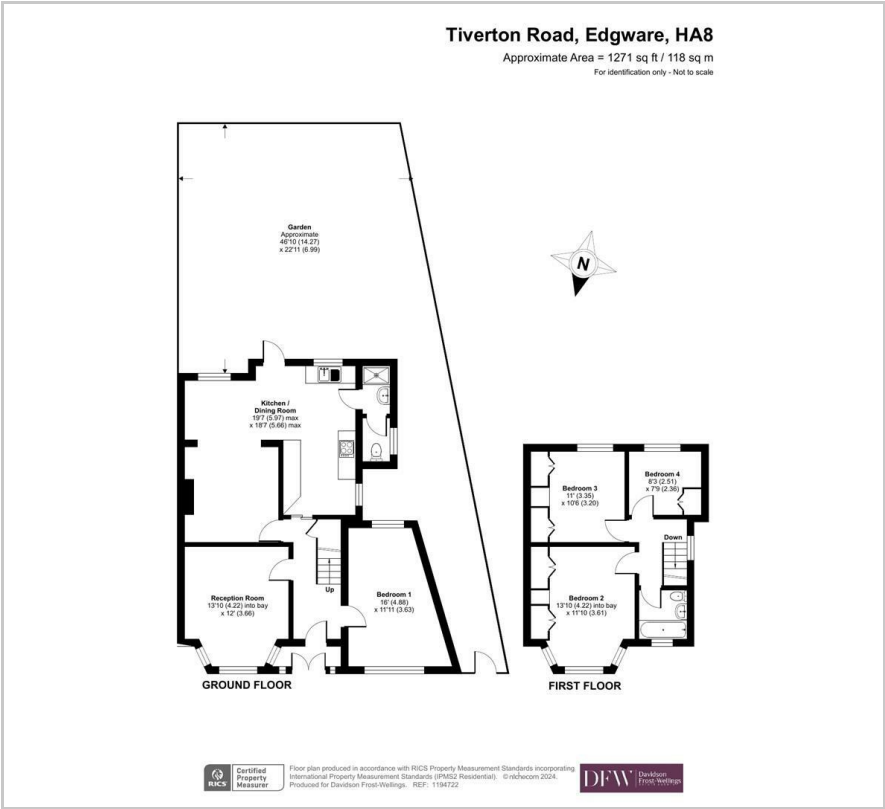 Tiverton Road, Edgware, HA8
Approximate Area = 1271 sq ft / 118 sq m
For identification only - Not to scale
Garden
Approximate
46'10 (14.27)
x 22'11 (6.99)
N
Kitchen /
Dining Room
19'7 (5.97) max
x 18'7 (5.66) max
Up
Reception Room
13'10 (4.22) into bay
x 12' (3.66)
Bedroom 1
16' (4.88)
x 11'11 (3.63)
GROUND FLOOR
Bedroom 3
11' (3.35)
x 10'6 (3.20)
Bedroom 4
8'3 (2.51)
x 7'9 (2.36)
Down
Bedroom 2
13'10 (4.22) into bay
x 11'10 (3.61)
FIRST FLOOR
RICS
Certified
Property
Measurer
Floor plan produced in accordance with RICS Property Measurement Standards incorporating
International Property Measurement Standards (IPMS2 Residential). © nichecom 2024.
Produced for Davidson Frost-Wellings. REF: 1194722
DFW
Davidson
Frost-Wellings